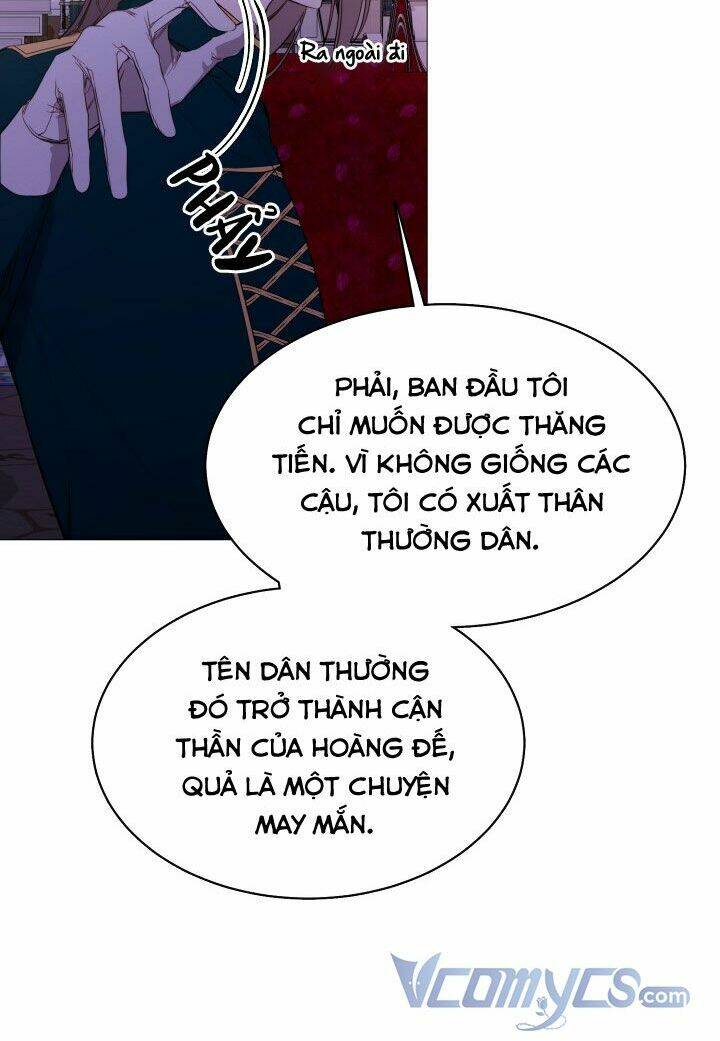 Ra ngoài đi
PHẨY
PHẢI, BAN ĐẦU TÔI
CHỈ MUỐN ĐƯỢC THĂNG
TIẾN. VÌ KHÔNG GIỐNG CÁC
CẬU, TÔI CÓ XUẤT THÂN
THƯỜNG DÂN.
TÊN DÂN THƯỜNG
ĐÓ TRỞ THÀNH CẬN
THẦN CỦA HOÀNG ĐẾ,
QUẢ LÀ MỘT CHUYỆN
MAY MẮN.
VCOMYCS.com